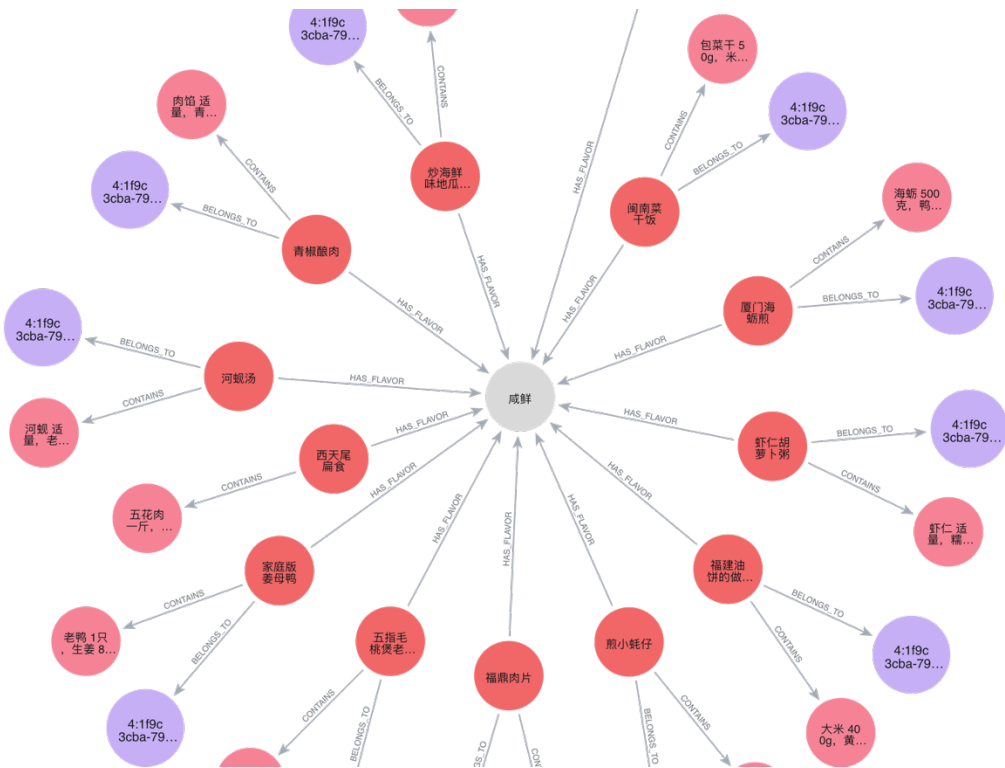 4:1f9c
3cba-79...
包菜干 5
0g，米...
肉馅 适
量，青...
4:1f9c
3cba-79...
CONTAINS
BELONGS_TO
CONTAINS
BELONGS_TO
HAS_FLAVOR
炒海鲜
味地瓜...
4:1f9c
3cba-79...
CONTAINS
BELONGS_TO
闽南菜
干饭
海蛎 500
克，鸭...
青椒酿肉
HAS_FLAVOR
HAS_FLAVOR
HAS_FLAVOR
CONTAINS
BELONGS_TO
4:1f9c
3cba-79...
厦门海
蛎煎
4:1f9c
3cba-79...
BELONGS_TO
HAS_FLAVOR
河蚬汤
HAS_FLAVOR
咸鲜
CONTAINS
河蚬 适
量，老...
HAS_FLAVOR
HAS_FLAVOR
虾仁胡
萝卜粥
BELONGS_TO
4:1f9c
3cba-79...
西天尾
扁食
CONTAINS
HAS_FLAVOR
HAS_FLAVOR
CONTAINS
五花肉
一斤，...
HAS_FLAVOR
HAS_FLAVOR
HAS_FLAVOR
虾仁 适
量，糯...
家庭版
姜母鸭
福建油
饼的做...
CONTAINS
BELONGS_TO
老鸭 1只
，生姜 8...
BELONGS_TO
五指毛
桃煲老...
福鼎肉片
煎小蚝仔
CONTAINS
4:1f9c
3cba-79...
4:1f9c
3cba-79...
CONTAINS
BELONGS_TO
BELONGS_TO
CONTAINS
大米 40
0g，黄...